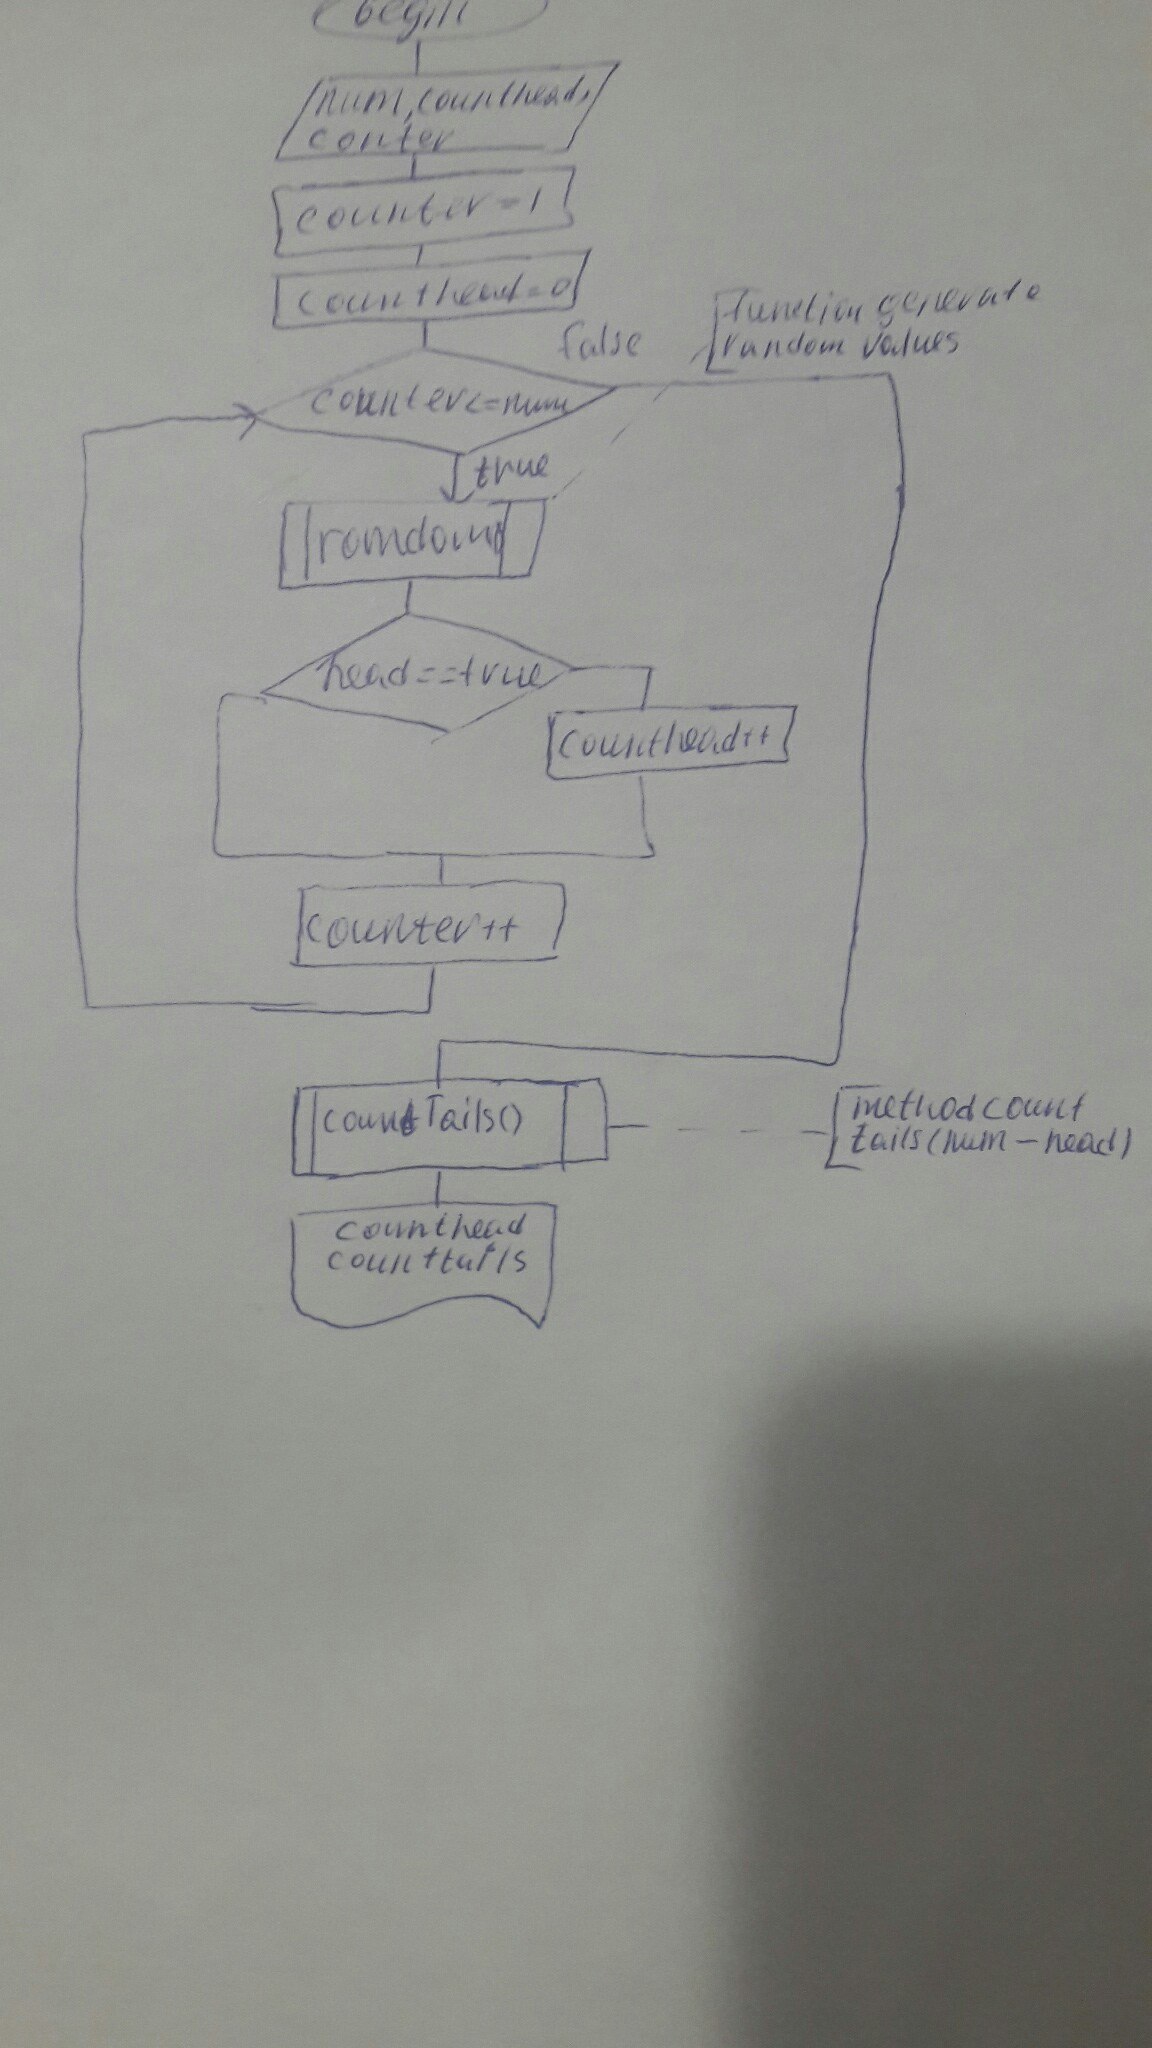 begin
num, counthead,
conter
counter=1
counthead=0
false
function generate
random values
counter<=num
true
romdom()
head==true
counthead++
counter++
countTails()
method count
tails(num-head)
counthead
counttails